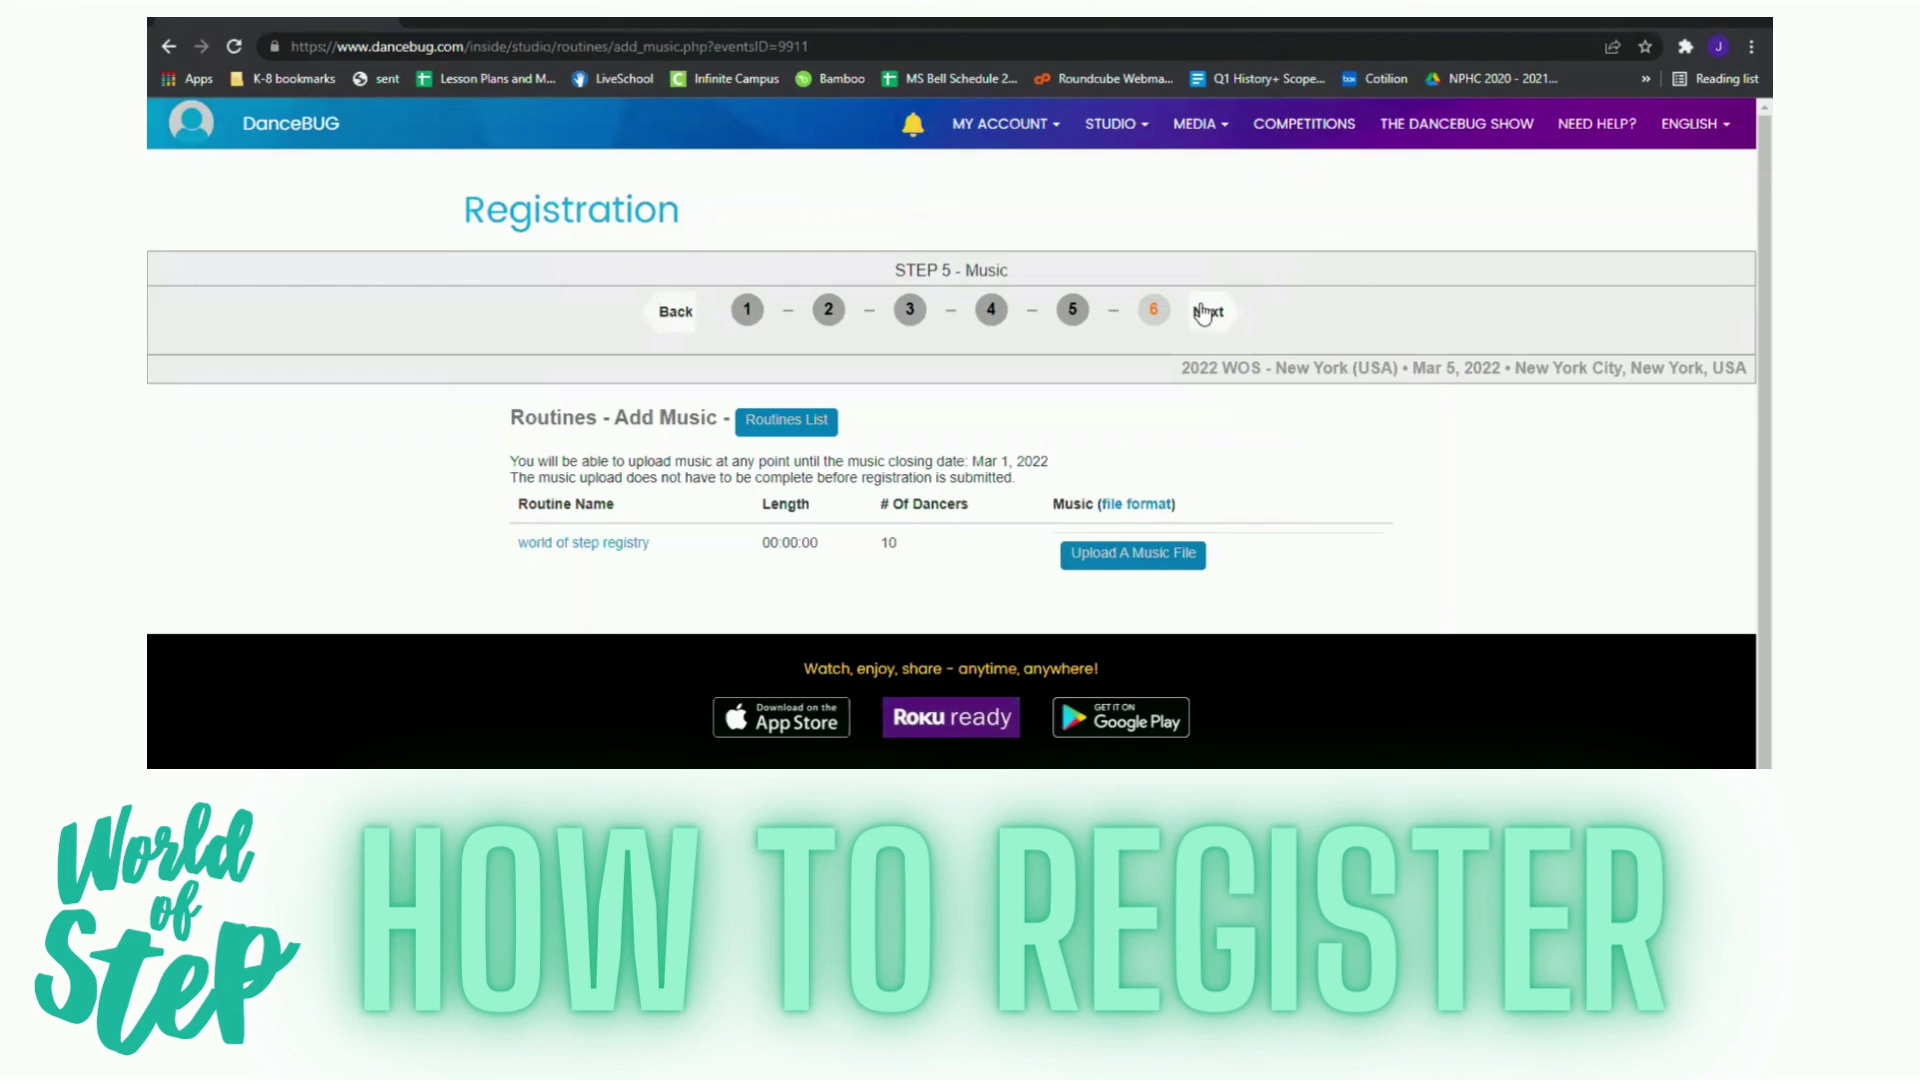 https://www.dancebug.com/inside/studio/routines/add_music.php?eventsID=9911
J
Apps K-8 bookmarks sent Lesson Plans and M... LiveSchool Infinite Campus Bamboo MS Bell Schedule 2... Roundcube Webma... Q1 History+ Scope... Cotilion NPHC 2020 - 2021... » Reading list
DanceBUG MY ACCOUNT STUDIO MEDIA COMPETITIONS THE DANCEBUG SHOW NEED HELP? ENGLISH
Registration
STEP 5 - Music
Back 1 – 2 – 3 – 4 – 5 – 6 Next
2022 WOS - New York (USA) • Mar 5, 2022 • New York City, New York, USA
Routines - Add Music - Routines List
You will be able to upload music at any point until the music closing date: Mar 1, 2022
The music upload does not have to be complete before registration is submitted.
Routine Name Length # Of Dancers Music (file format)
world of step registry 00:00:00 10 Upload A Music File
Watch, enjoy, share - anytime, anywhere!
Download on the App Store
Roku ready
GET IT ON Google Play
World
of
Step
HOW TO REGISTER